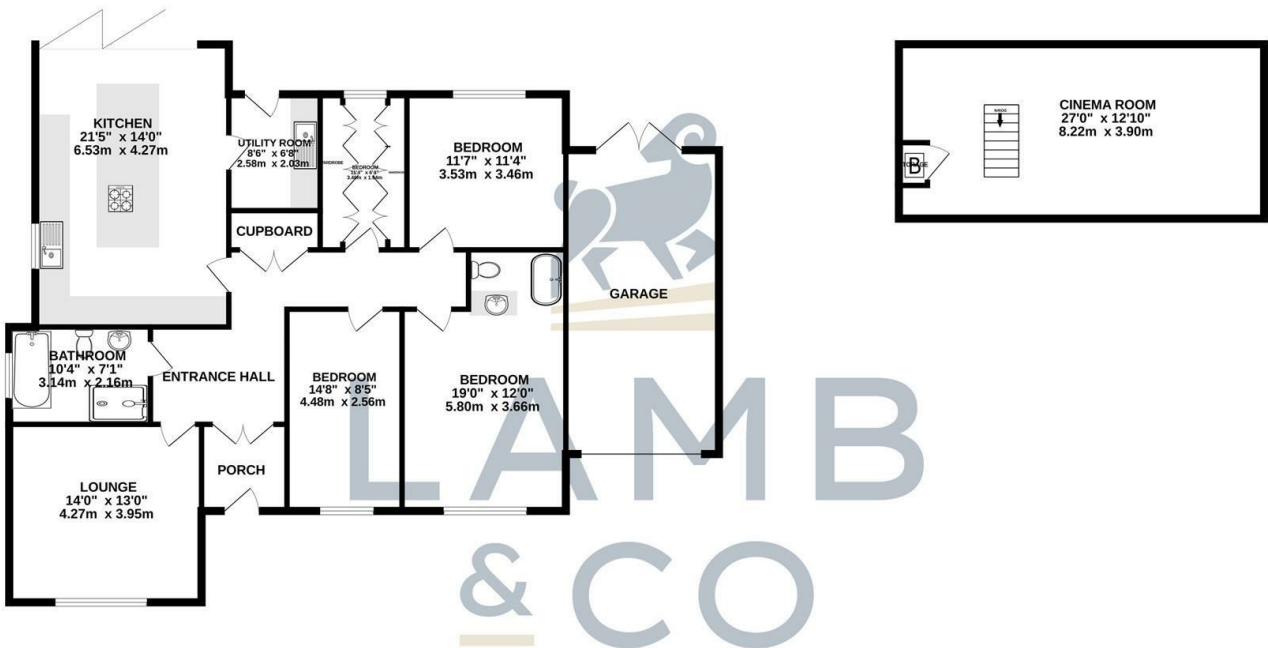 KITCHEN
21'5" x 14'0"
6.53m x 4.27m
UTILITY ROOM
8'6" x 6'8"
2.58m x 2.03m
BEDROOM
BEDROOM
11'7" x 11'4"
3.53m x 3.46m
CUPBOARD
GARAGE
BATHROOM
10'4" x 7'1"
3.14m x 2.16m
ENTRANCE HALL
BEDROOM
14'8" x 8'5"
4.48m x 2.56m
BEDROOM
19'0" x 12'0"
5.80m x 3.66m
LOUNGE
14'0" x 13'0"
4.27m x 3.95m
PORCH
CINEMA ROOM
27'0" x 12'10"
8.22m x 3.90m
B
LAMB
& CO